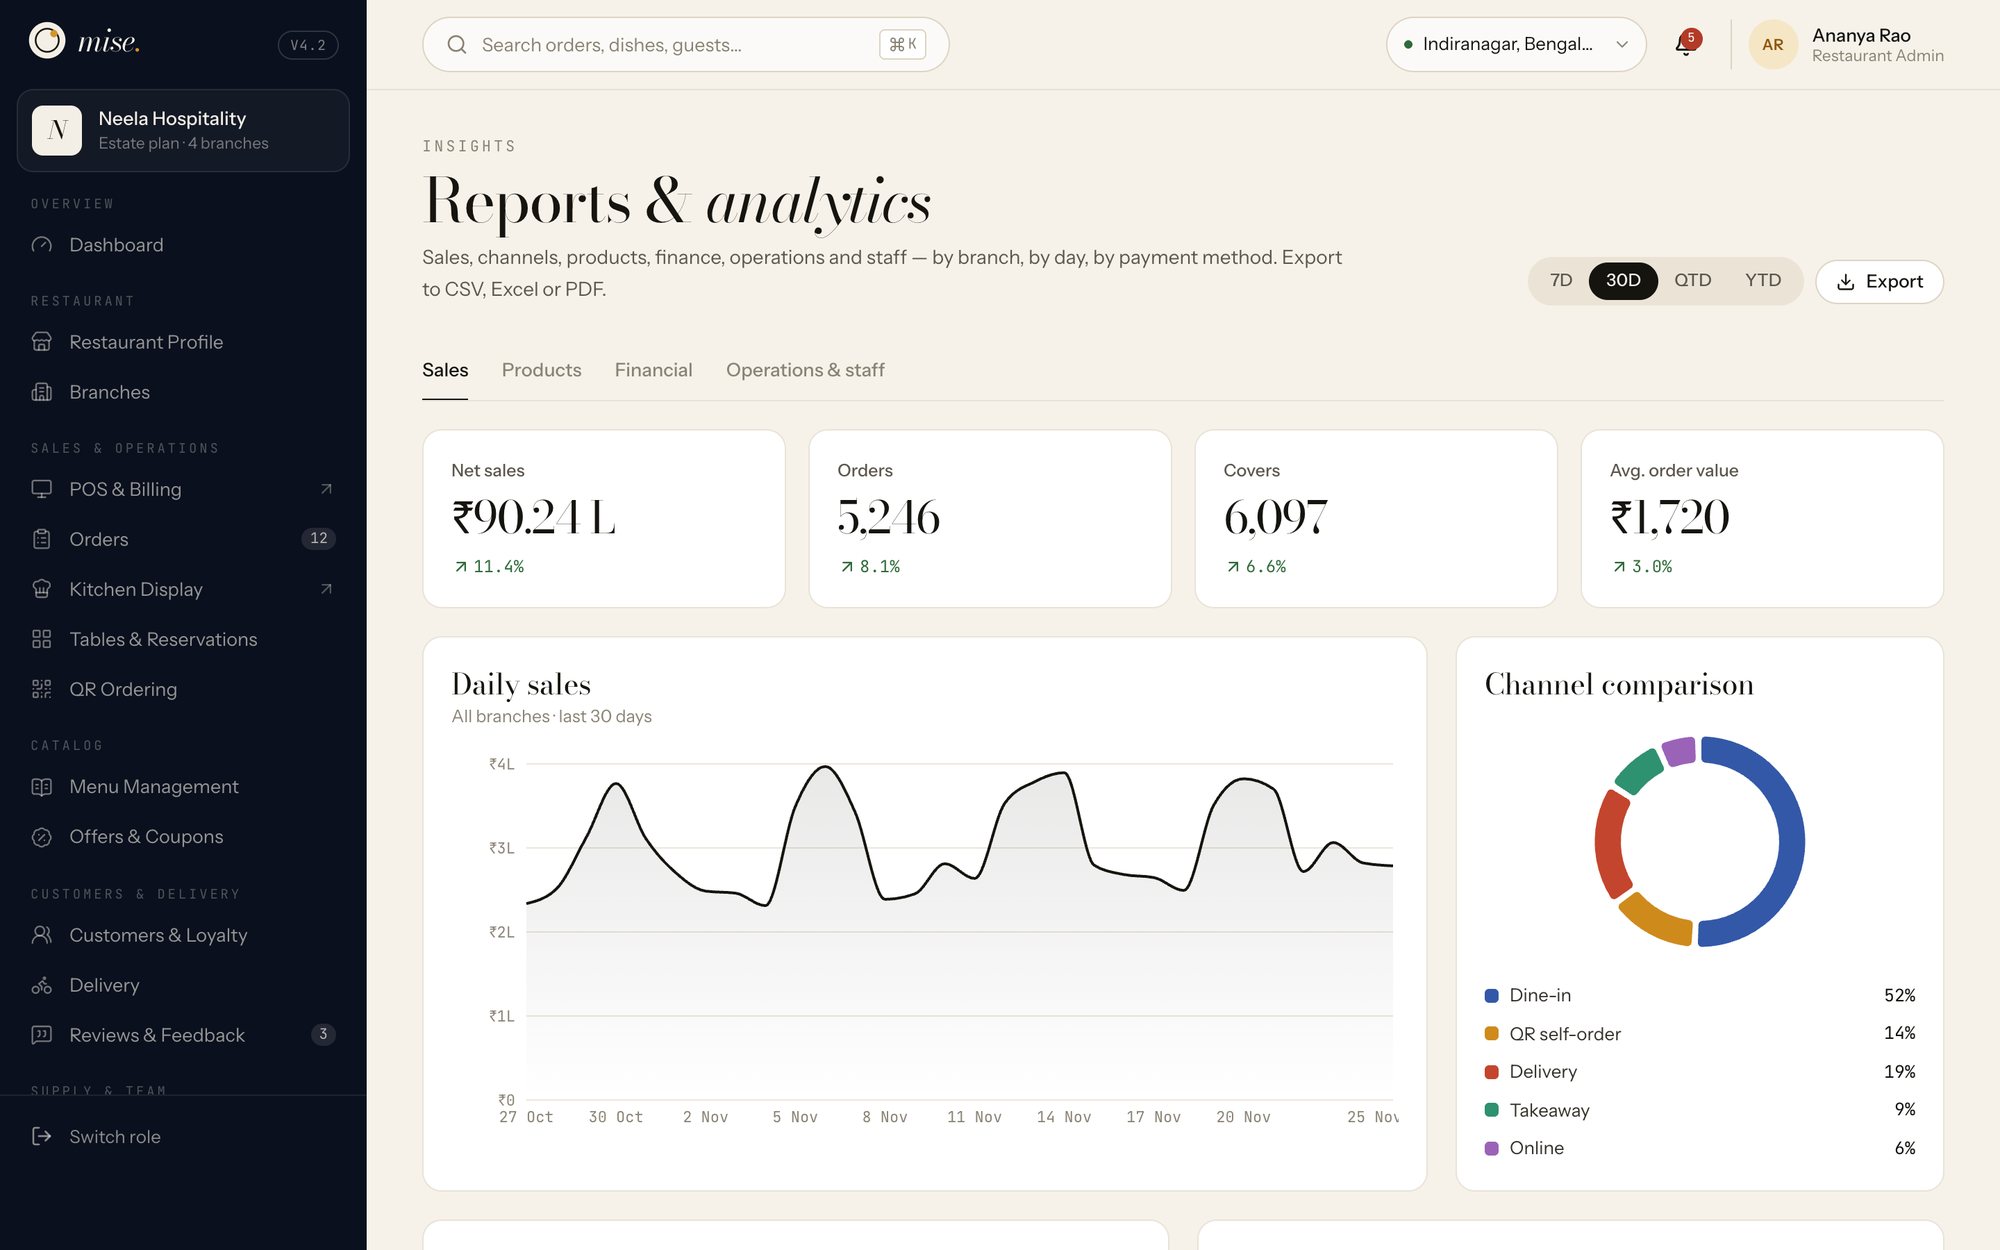 mise.
V4.2
N
Neela Hospitality
Estate plan · 4 branches
OVERVIEW
Dashboard
RESTAURANT
Restaurant Profile
Branches
SALES & OPERATIONS
POS & Billing
Orders 12
Kitchen Display
Tables & Reservations
QR Ordering
CATALOG
Menu Management
Offers & Coupons
CUSTOMERS & DELIVERY
Customers & Loyalty
Delivery
Reviews & Feedback 3
SUPPLY & TEAM
Switch role
Search orders, dishes, guests...
⌘K
Indiranagar, Bengal...
5
AR
Ananya Rao
Restaurant Admin
INSIGHTS
Reports & analytics
Sales, channels, products, finance, operations and staff — by branch, by day, by payment method. Export
to CSV, Excel or PDF.
7D 30D QTD YTD
Export
Sales Products Financial Operations & staff
Net sales
₹90.24 L
11.4%
Orders
5,246
8.1%
Covers
6,097
6.6%
Avg. order value
₹1,720
3.0%
Daily sales
All branches · last 30 days
₹4L
₹3L
₹2L
₹1L
₹0
27 Oct 30 Oct 2 Nov 5 Nov 8 Nov 11 Nov 14 Nov 17 Nov 20 Nov 25 Nov
Channel comparison
Dine-in 52%
QR self-order 14%
Delivery 19%
Takeaway 9%
Online 6%